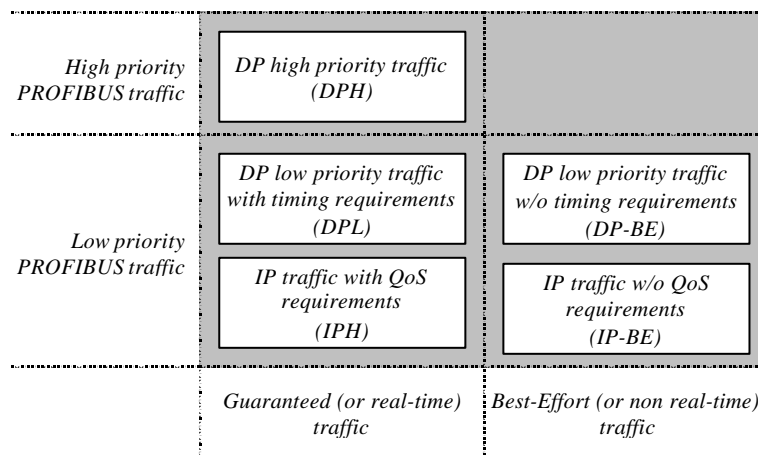 High priority
PROFIBUS traffic
DP high priority traffic
(DPH)
Low priority
PROFIBUS traffic
DP low priority traffic
with timing requirements
(DPL)
DP low priority traffic
w/o timing requirements
(DP-BE)
IP traffic with QoS
requirements
(IPH)
IP traffic w/o QoS
requirements
(IP-BE)
Guaranteed (or real-time)
traffic
Best-Effort (or non real-time)
traffic